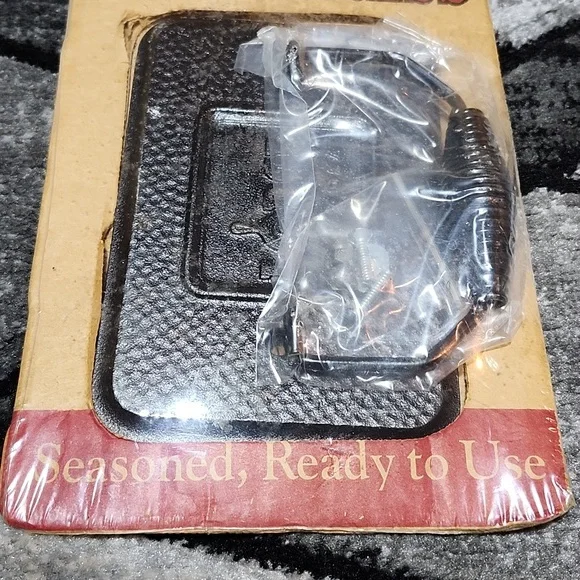 Seasoned, Ready to Use